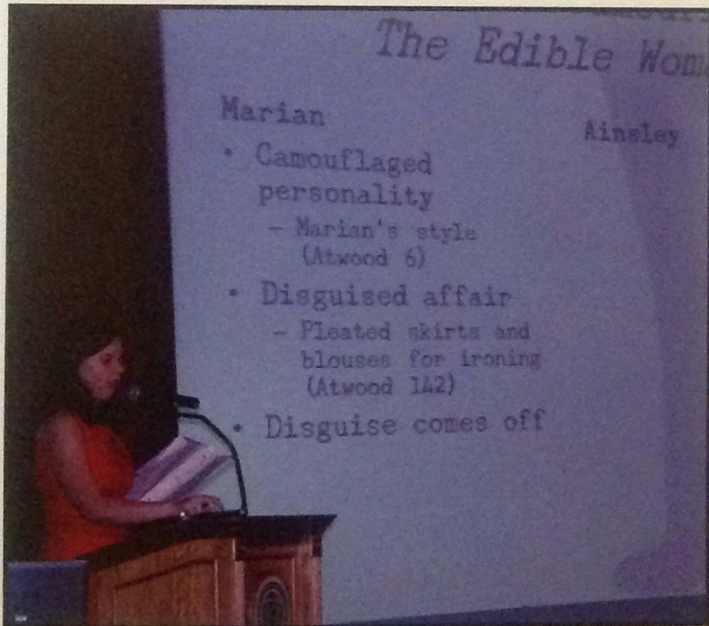 The Edible
Marian
Ainsley
• Camouflaged
personality
– Marian's style
(Atwood 6)
• Disguised affair
– Pleated skirts and
blouses for ironing
(Atwood 142)
• Disguise comes off